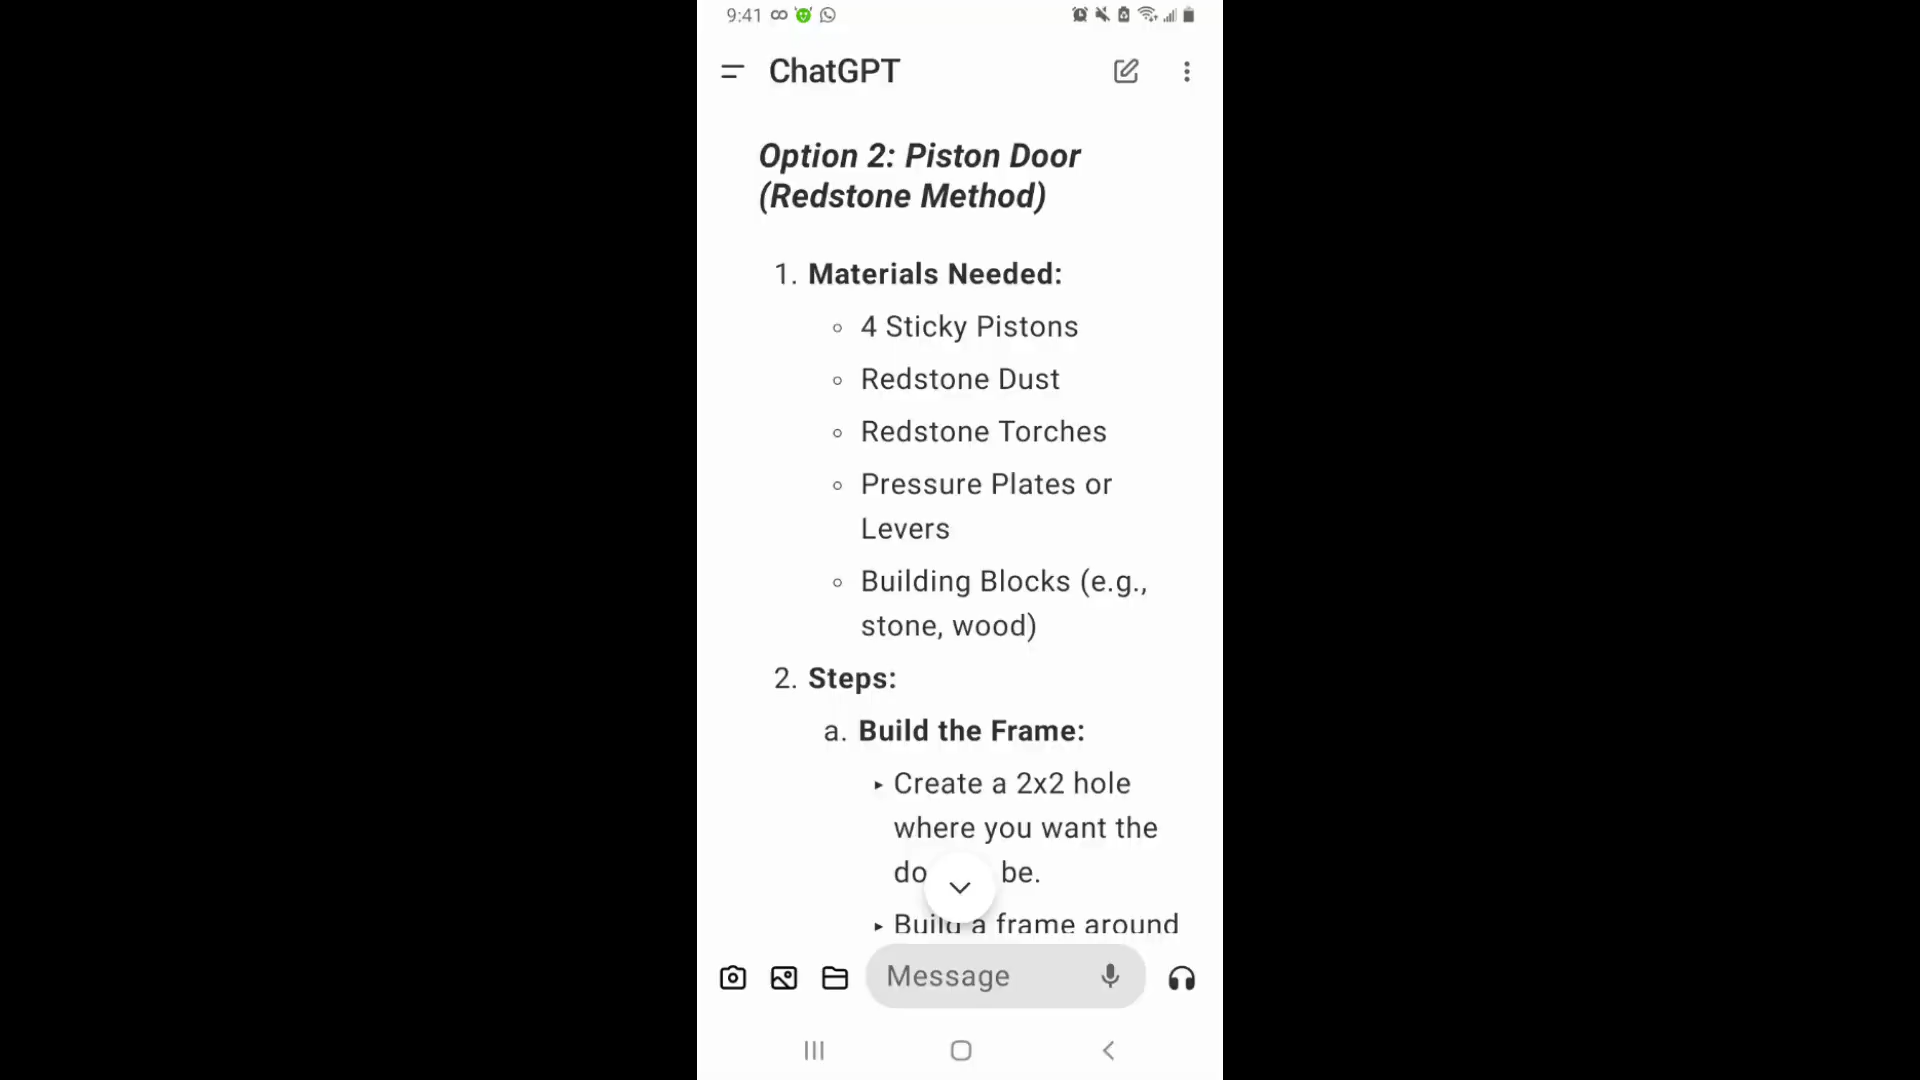 9:41
ChatGPT
Option 2: Piston Door
(Redstone Method)
1. Materials Needed:
4 Sticky Pistons
Redstone Dust
Redstone Torches
Pressure Plates or
Levers
Building Blocks (e.g.,
stone, wood)
2. Steps:
a. Build the Frame:
Create a 2x2 hole
where you want the
do be.
Build a frame around
Message